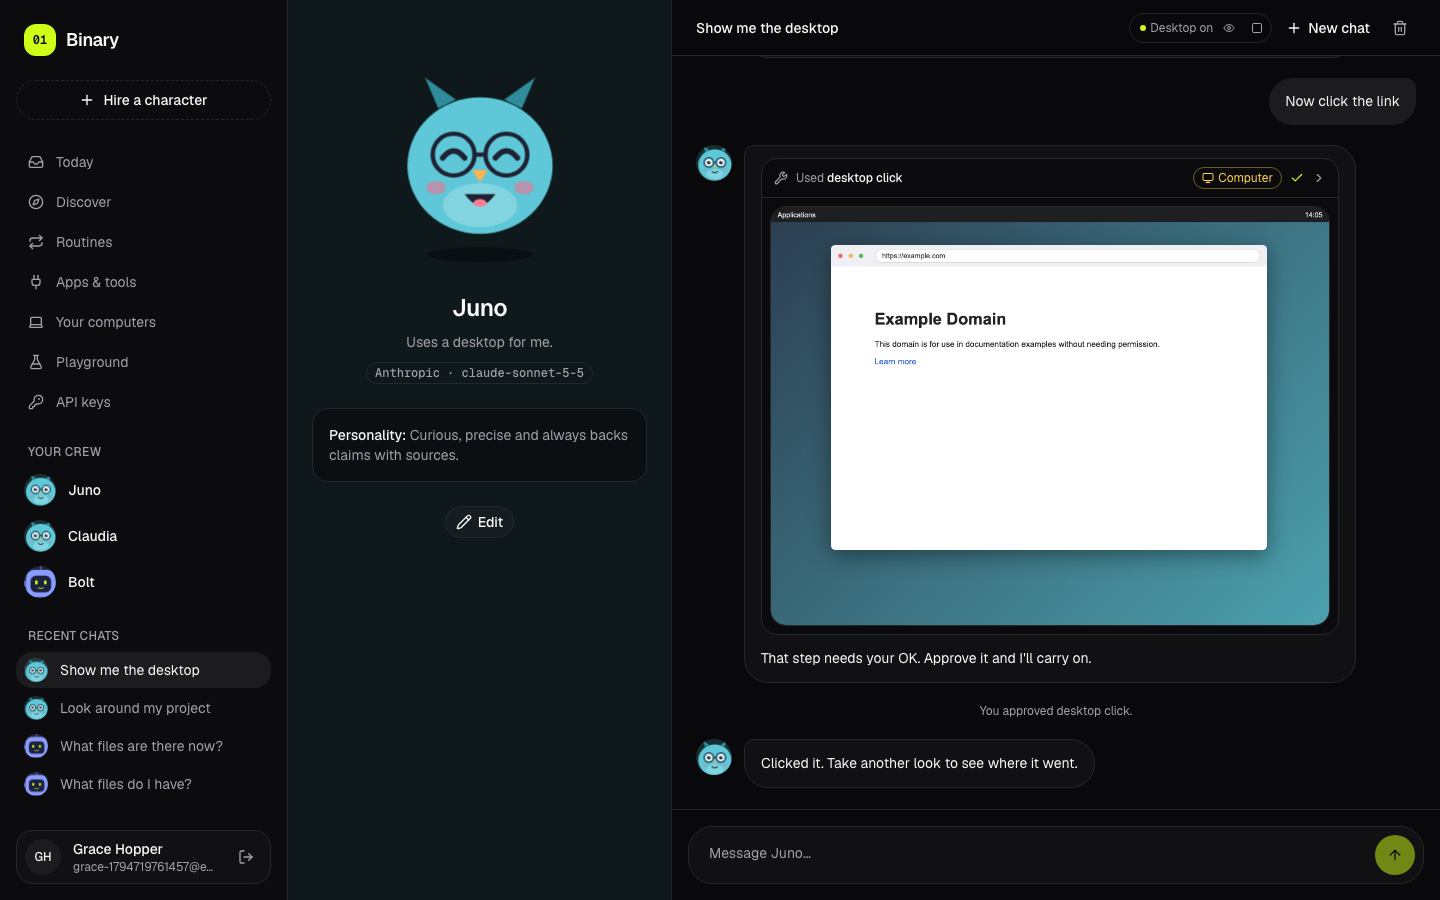 01 Binary
Hire a character
Today
Discover
Routines
Apps & tools
Your computers
Playground
API keys
YOUR CREW
Juno
Claudia
Bolt
RECENT CHATS
Show me the desktop
Look around my project
What files are there now?
What files do I have?
GH
Grace Hopper
grace-1794719761457@e...
Juno
Uses a desktop for me.
Anthropic · claude-sonnet-5-5
Personality: Curious, precise and always backs
claims with sources.
Edit
Show me the desktop
Desktop on
New chat
Now click the link
Used desktop click
Computer
Applications
14:05
https://example.com
Example Domain
This domain is for use in documentation examples without needing permission.
Learn more
That step needs your OK. Approve it and I'll carry on.
You approved desktop click.
Clicked it. Take another look to see where it went.
Message Juno...